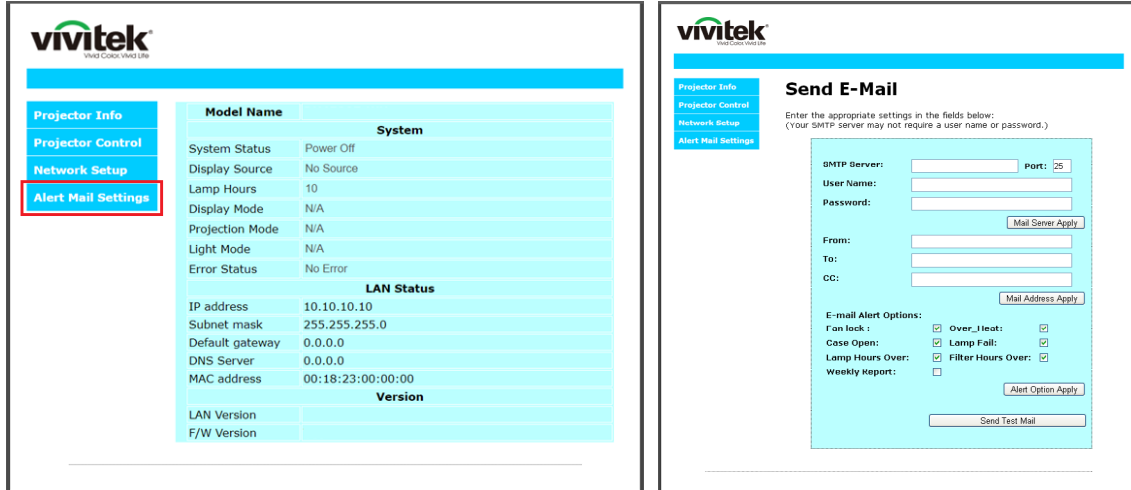 vivitek
Vivid Color, Vivid Life
Projector Info
Projector Control
Network Setup
Alert Mail Settings
Model Name
System
System Status Power Off
Display Source No Source
Lamp Hours 10
Display Mode N/A
Projection Mode N/A
Light Mode N/A
Error Status No Error
LAN Status
IP address 10.10.10.10
Subnet mask 255.255.255.0
Default gateway 0.0.0.0
DNS Server 0.0.0.0
MAC address 00:18:23:00:00:00
Version
LAN Version
F/W Version
vivitek
Vivid Color, Vivid Life
Projector Info
Projector Control
Network Setup
Alert Mail Settings
Send E-Mail
Enter the appropriate settings in the fields below:
(Your SMTP server may not require a user name or password.)
SMTP Server: Port: 25
User Name:
Password:
Mail Server Apply
From:
To:
CC:
Mail Address Apply
E-mail Alert Options:
Fan lock : Over_Heat:
Case Open: Lamp Fail:
Lamp Hours Over: Filter Hours Over:
Weekly Report:
Alert Option Apply
Send Test Mail